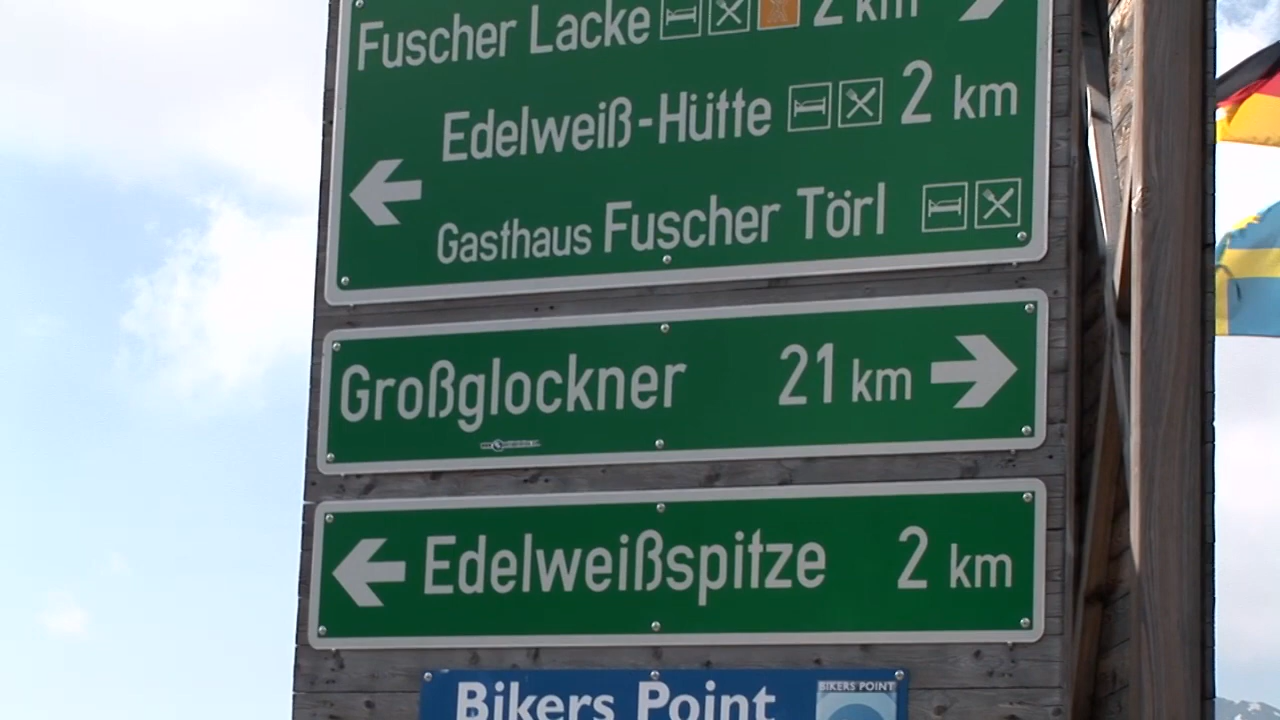 Fuscher Lacke 2 km
Edelweiß-Hütte 2 km
Gasthaus Fuscher Törl
Großglockner 21 km
Edelweißspitze 2 km
Bikers Point
BIKERS POINT